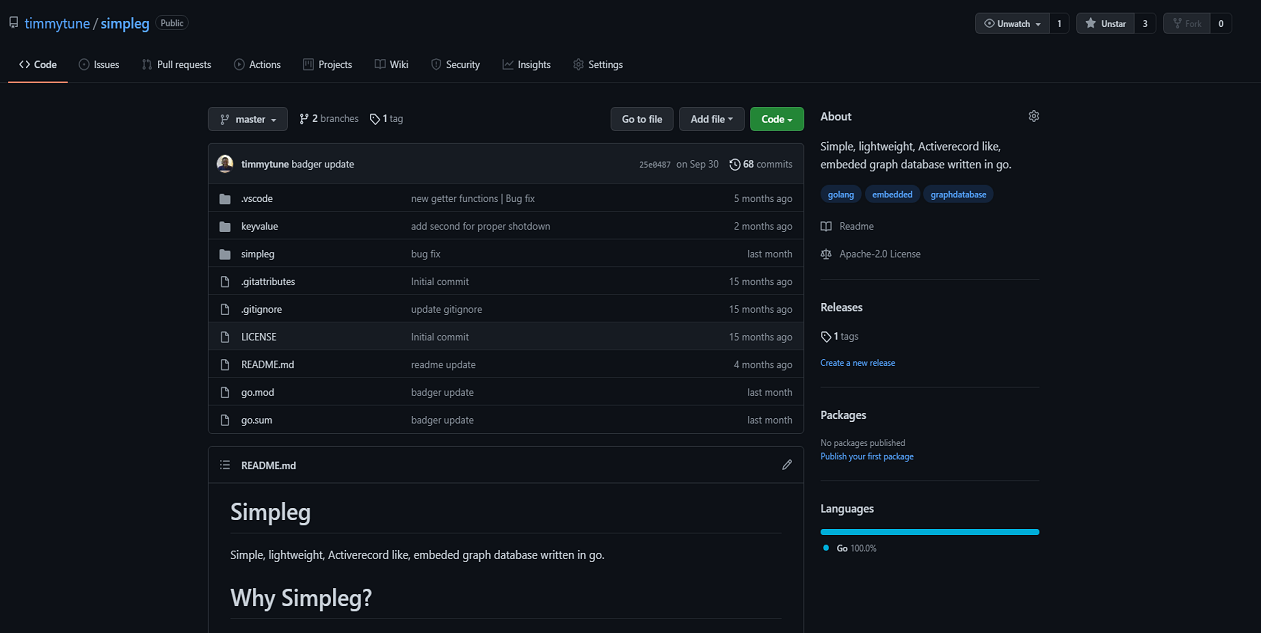 timmytune / simpleg Public
Unwatch 1 Unstar 3 Fork 0
Code Issues Pull requests Actions Projects Wiki Security Insights Settings
master 2 branches 1 tag Go to file Add file Code
timmytune badger update 25e0487 on Sep 30 68 commits
.vscode new getter functions | Bug fix 5 months ago
keyvalue add second for proper shotdown 2 months ago
simpleg bug fix last month
.gitattributes Initial commit 15 months ago
.gitignore update gitignore 15 months ago
LICENSE Initial commit 15 months ago
README.md readme update 4 months ago
go.mod badger update last month
go.sum badger update last month
README.md
Simpleg
Simple, lightweight, Activerecord like, embeded graph database written in go.
Why Simpleg?
About
Simple, lightweight, Activerecord like,
embeded graph database written in go.
golang embedded graphdatabase
Readme
Apache-2.0 License
Releases
1 tags
Create a new release
Packages
No packages published
Publish your first package
Languages
Go 100.0%